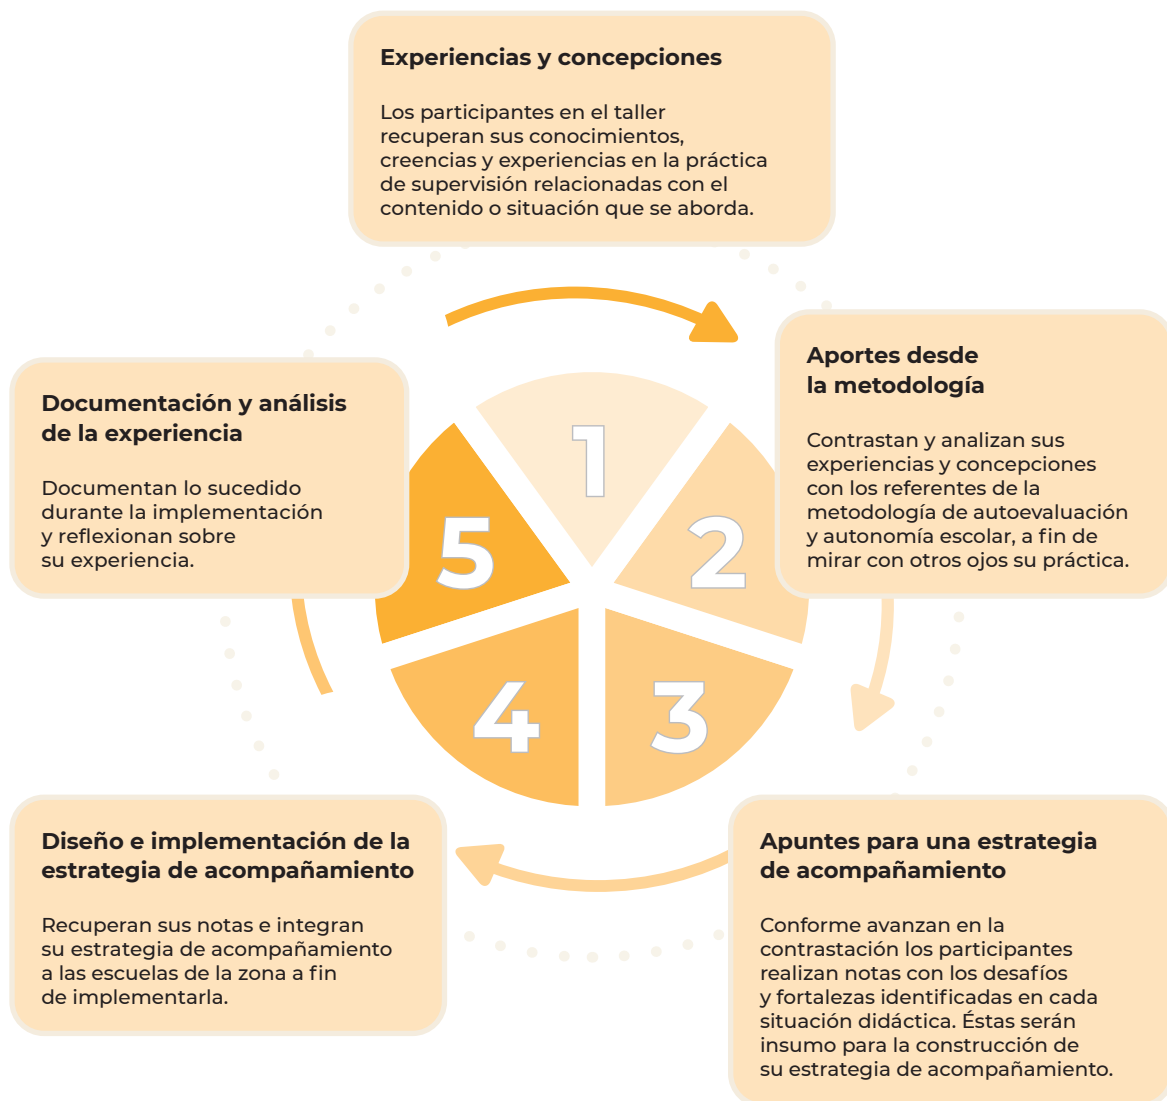 Experiencias y concepciones
Los participantes en el taller
recuperan sus conocimientos,
creencias y experiencias en la práctica
de supervisión relacionadas con el
contenido o situación que se aborda.
1
Aportes desde
la metodología
Contrastan y analizan sus
experiencias y concepciones
con los referentes de la
metodología de autoevaluación
y autonomía escolar, a fin de
mirar con otros ojos su práctica.
2
Apuntes para una estrategia
de acompañamiento
Conforme avanzan en la
contrastación los participantes
realizan notas con los desafíos
y fortalezas identificadas en cada
situación didáctica. Éstas serán
insumo para la construcción de
su estrategia de acompañamiento.
3
Diseño e implementación de la
estrategia de acompañamiento
Recuperan sus notas e integran
su estrategia de acompañamiento
a las escuelas de la zona a fin
de implementarla.
4
Documentación y análisis
de la experiencia
Documentan lo sucedido
durante la implementación
y reflexionan sobre
su experiencia.
5